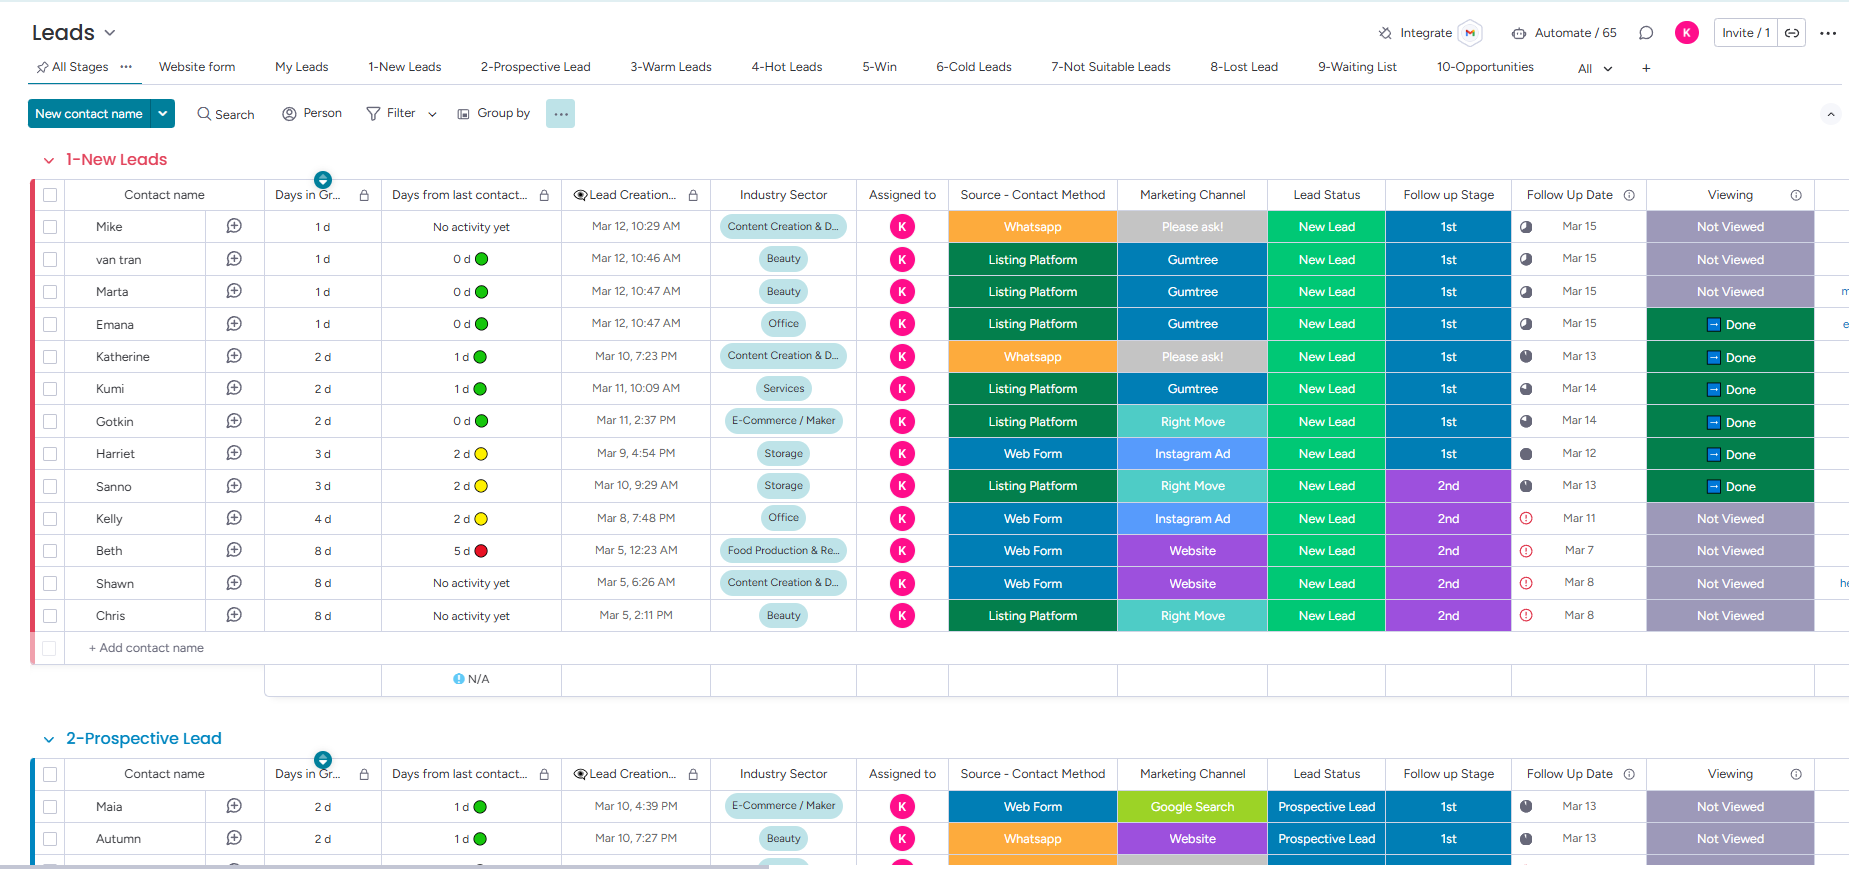 Leads
Integrate Automate / 65 K Invite / 1
All Stages Website form My Leads 1-New Leads 2-Prospective Lead 3-Warm Leads 4-Hot Leads 5-Win 6-Cold Leads 7-Not Suitable Leads 8-Lost Lead 9-Waiting List 10-Opportunities All +
New contact name Search Person Filter Group by
1-New Leads
Contact name Days in Gr... Days from last contact... Lead Creation... Industry Sector Assigned to Source - Contact Method Marketing Channel Lead Status Follow up Stage Follow Up Date Viewing
Mike 1 d No activity yet Mar 12, 10:29 AM Content Creation & D... K Whatsapp Please ask! New Lead 1st Mar 15 Not Viewed
van tran 1 d 0 d Mar 12, 10:46 AM Beauty K Listing Platform Gumtree New Lead 1st Mar 15 Not Viewed
Marta 1 d 0 d Mar 12, 10:47 AM Beauty K Listing Platform Gumtree New Lead 1st Mar 15 Not Viewed
Emana 1 d 0 d Mar 12, 10:47 AM Office K Listing Platform Gumtree New Lead 1st Mar 15 Done
Katherine 2 d 1 d Mar 10, 7:23 PM Content Creation & D... K Whatsapp Please ask! New Lead 1st Mar 13 Done
Kumi 2 d 1 d Mar 11, 10:09 AM Services K Listing Platform Gumtree New Lead 1st Mar 14 Done
Gotkin 2 d 0 d Mar 11, 2:37 PM E-Commerce / Maker K Listing Platform Right Move New Lead 1st Mar 14 Done
Harriet 3 d 2 d Mar 9, 4:54 PM Storage K Web Form Instagram Ad New Lead 1st Mar 12 Done
Sanno 3 d 2 d Mar 10, 9:29 AM Storage K Listing Platform Right Move New Lead 2nd Mar 13 Done
Kelly 4 d 2 d Mar 8, 7:48 PM Office K Web Form Instagram Ad New Lead 2nd Mar 11 Not Viewed
Beth 8 d 5 d Mar 5, 12:23 AM Food Production & Re... K Web Form Website New Lead 2nd Mar 7 Not Viewed
Shawn 8 d No activity yet Mar 5, 6:26 AM Content Creation & D... K Web Form Website New Lead 2nd Mar 8 Not Viewed
Chris 8 d No activity yet Mar 5, 2:11 PM Beauty K Listing Platform Right Move New Lead 2nd Mar 8 Not Viewed
+ Add contact name
N/A
2-Prospective Lead
Contact name Days in Gr... Days from last contact... Lead Creation... Industry Sector Assigned to Source - Contact Method Marketing Channel Lead Status Follow up Stage Follow Up Date Viewing
Maia 2 d 1 d Mar 10, 4:39 PM E-Commerce / Maker K Web Form Google Search Prospective Lead 1st Mar 13 Not Viewed
Autumn 2 d 1 d Mar 10, 7:27 PM Beauty K Whatsapp Website Prospective Lead 1st Mar 13 Not Viewed